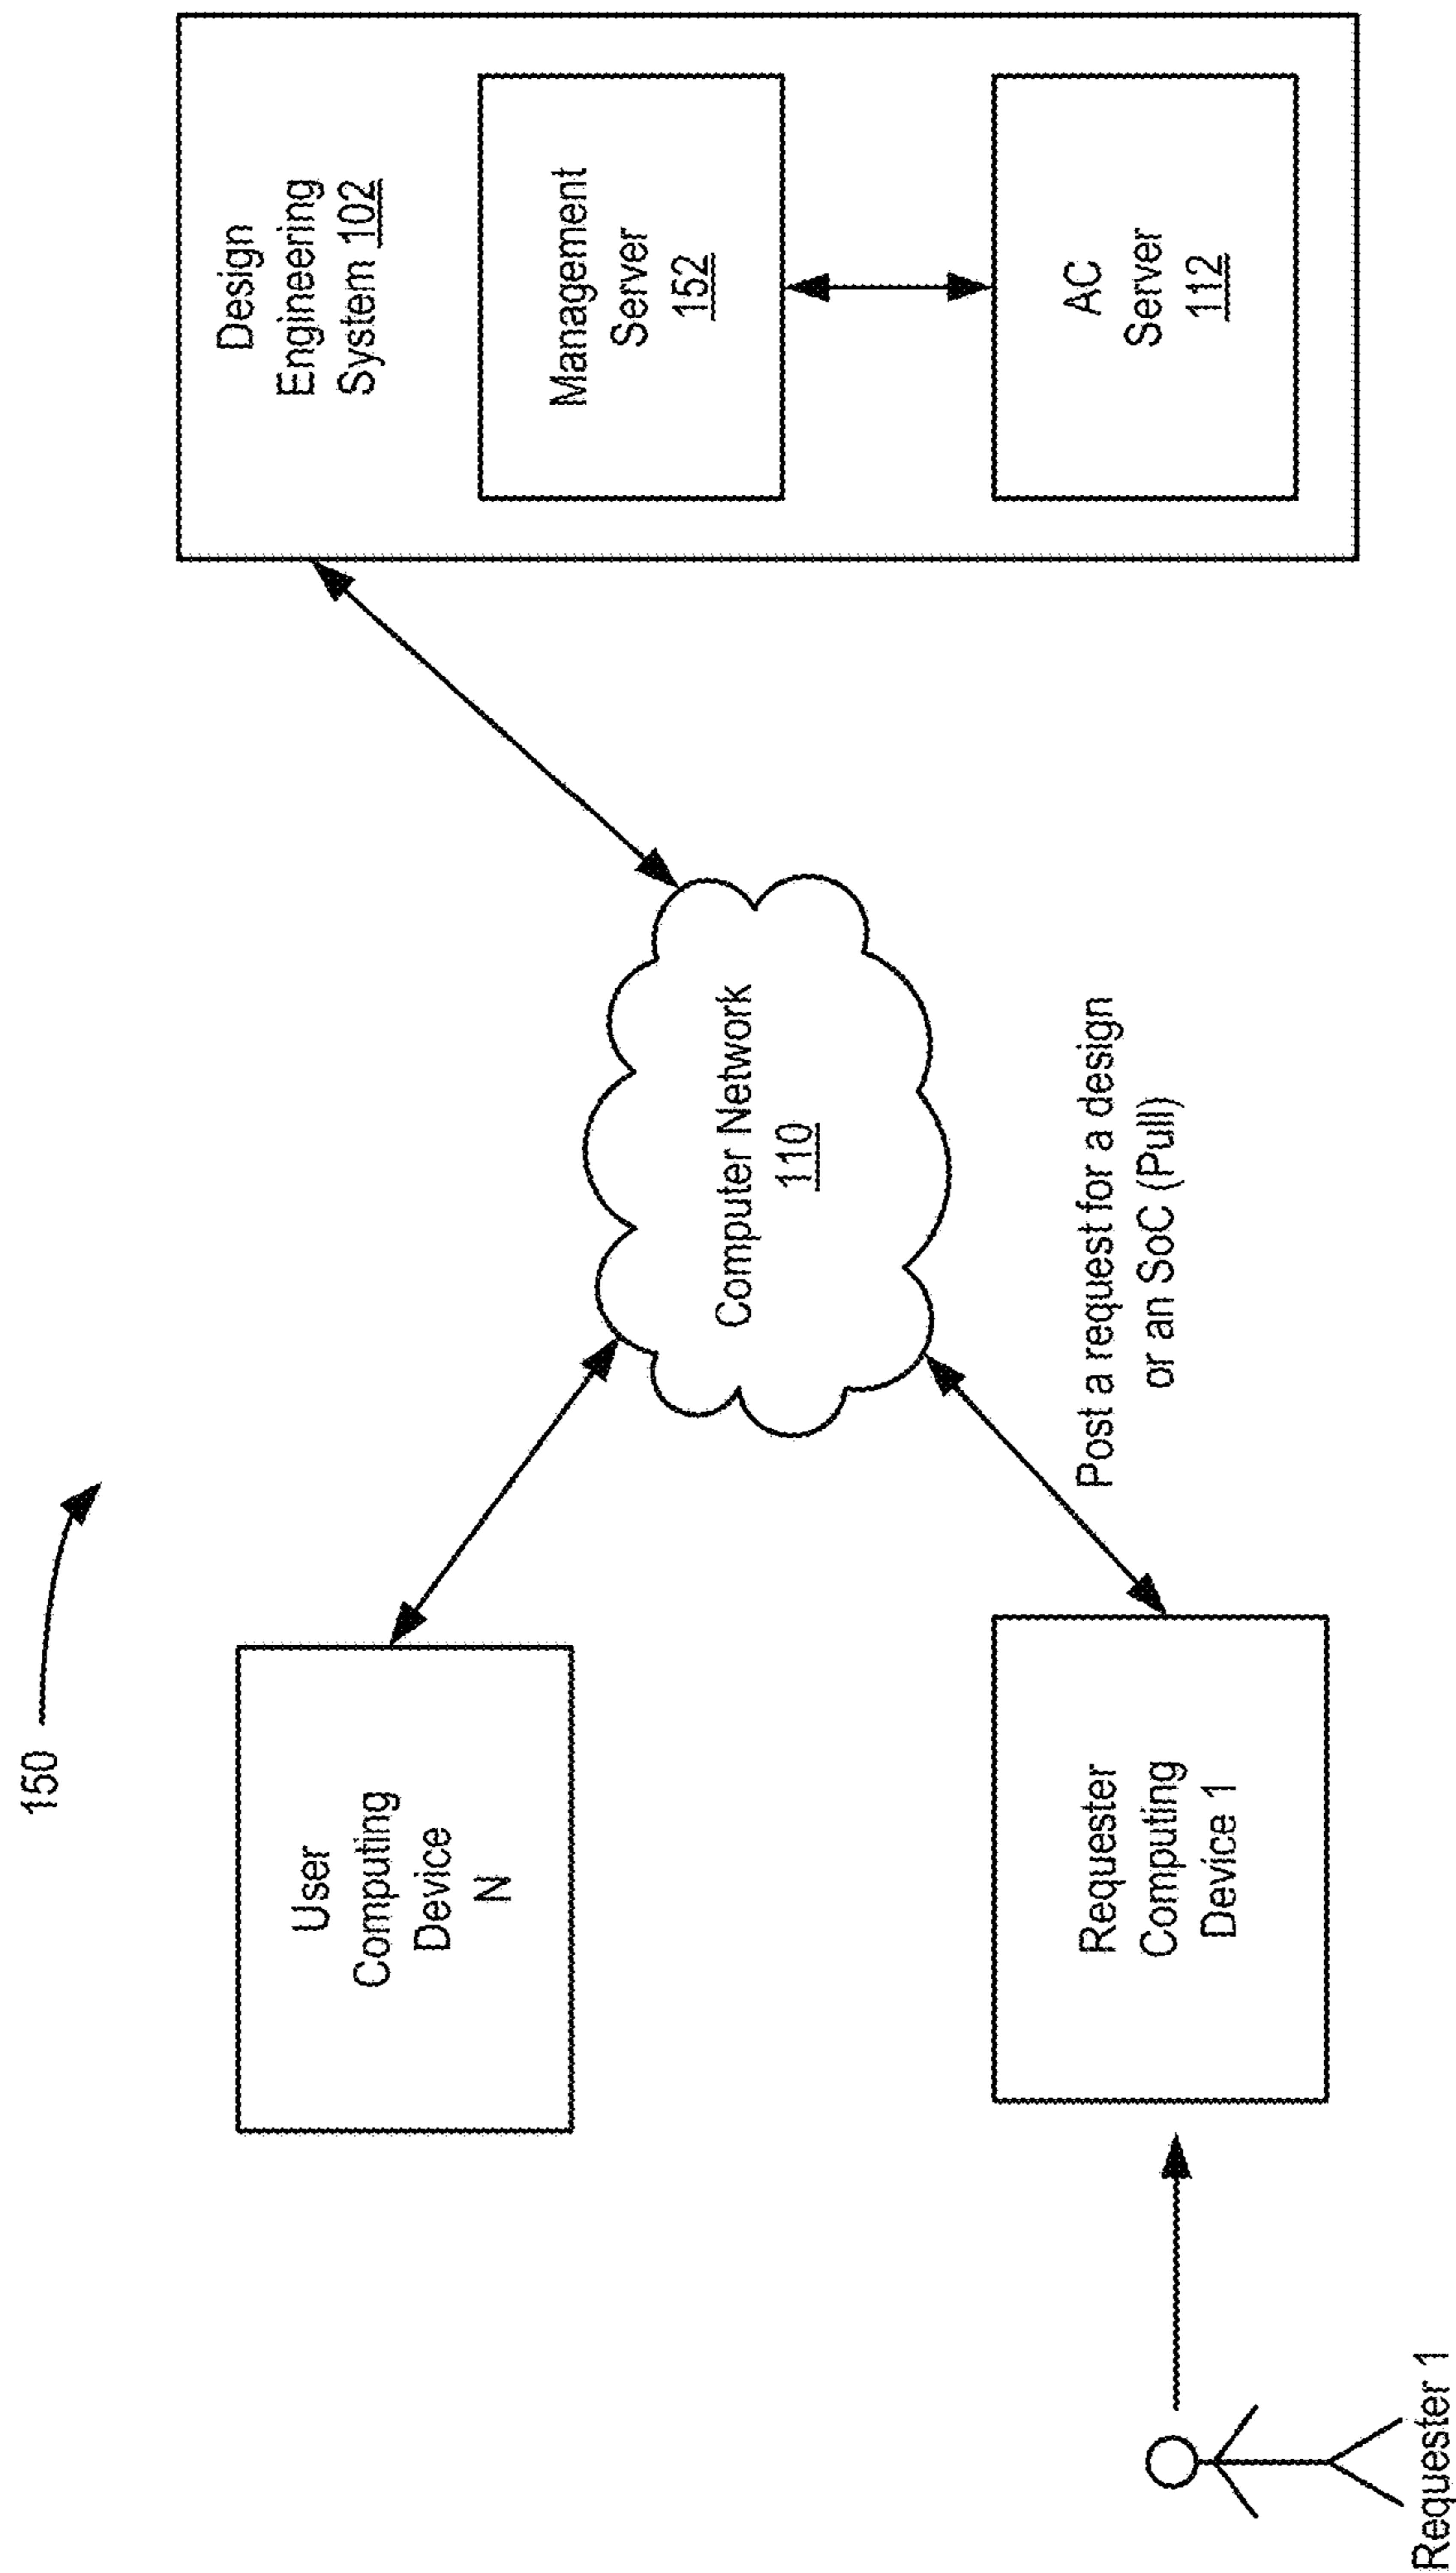 150
User
Computing
Device
N
Computer Network
110
Design
Engineering
System 102
Management
Server
152
AC
Server
112
Requester
Computing
Device 1
Post a request for a design
or an SoC (Pull)
Requester 1